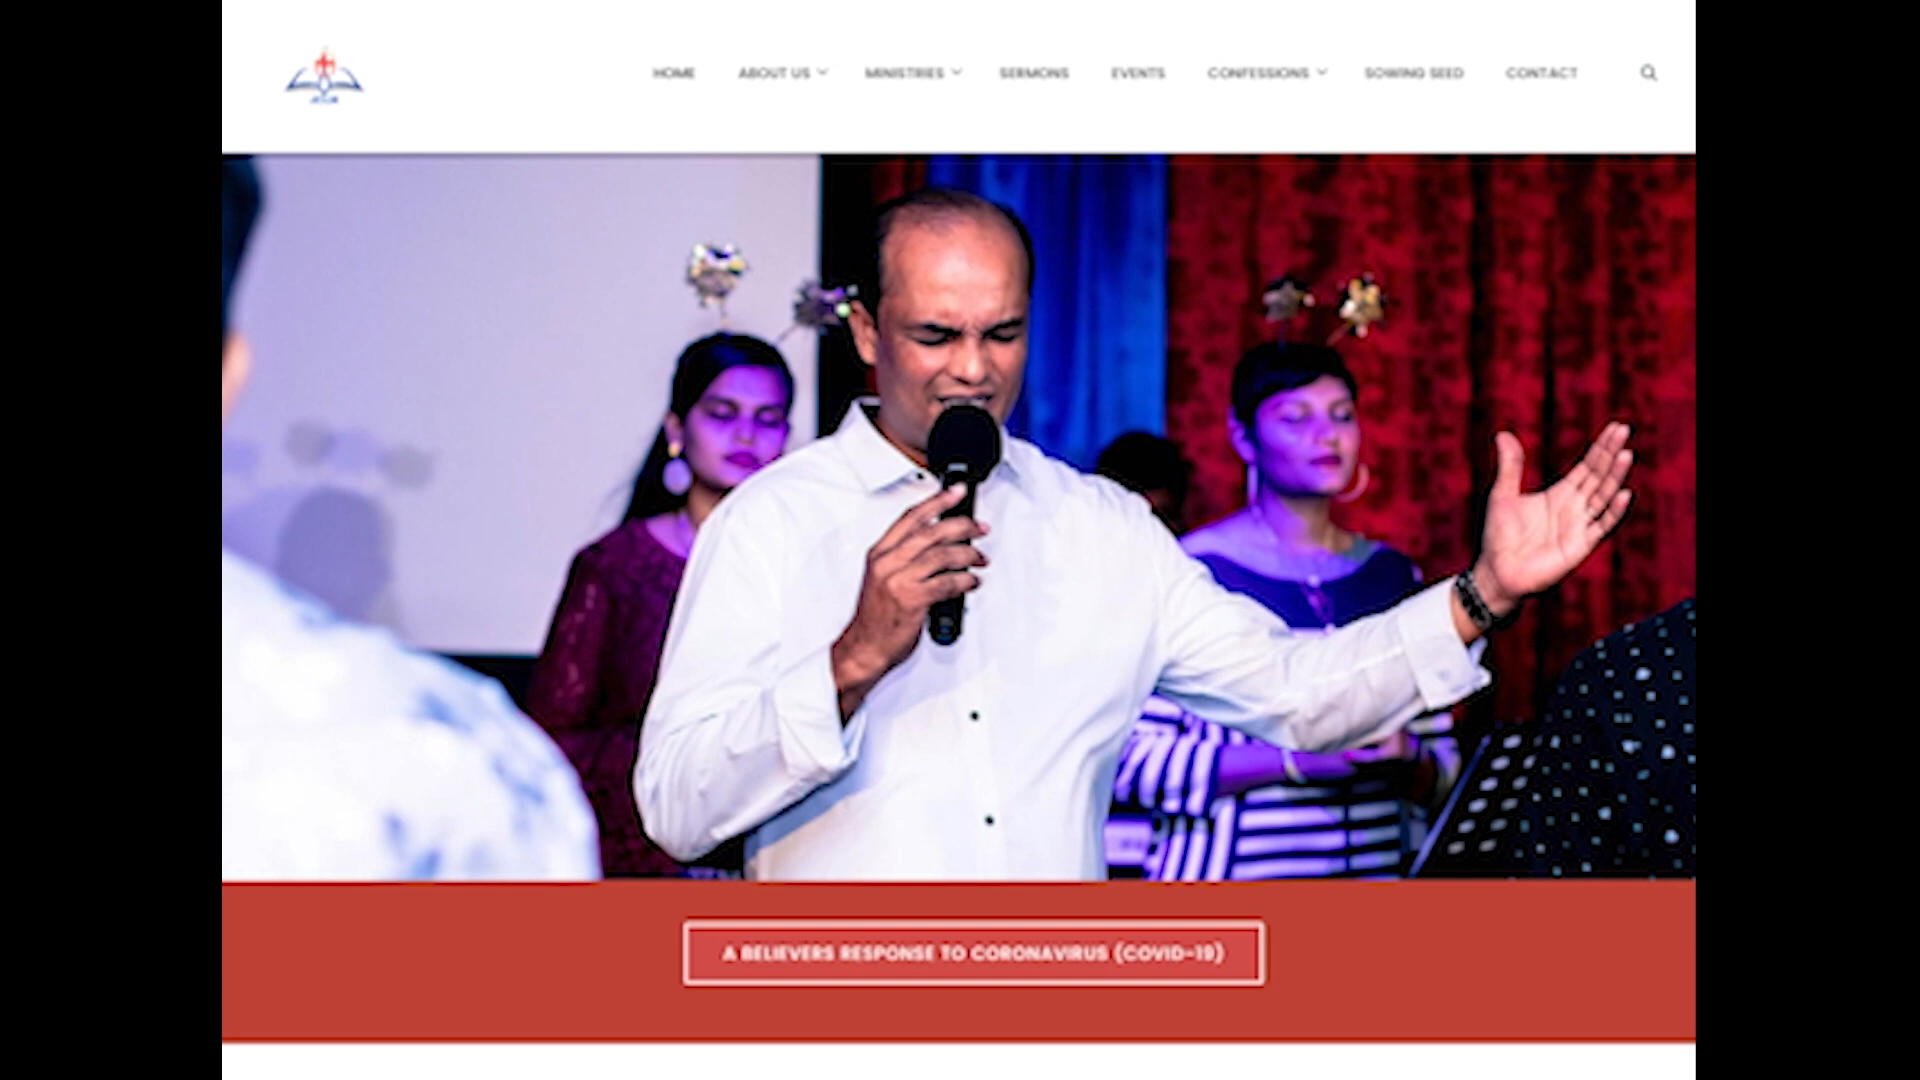 HOME ABOUT US MINISTRIES SERMONS EVENTS CONFESSIONS SOWING SEED CONTACT
A BELIEVERS RESPONSE TO CORONAVIRUS (COVID-19)